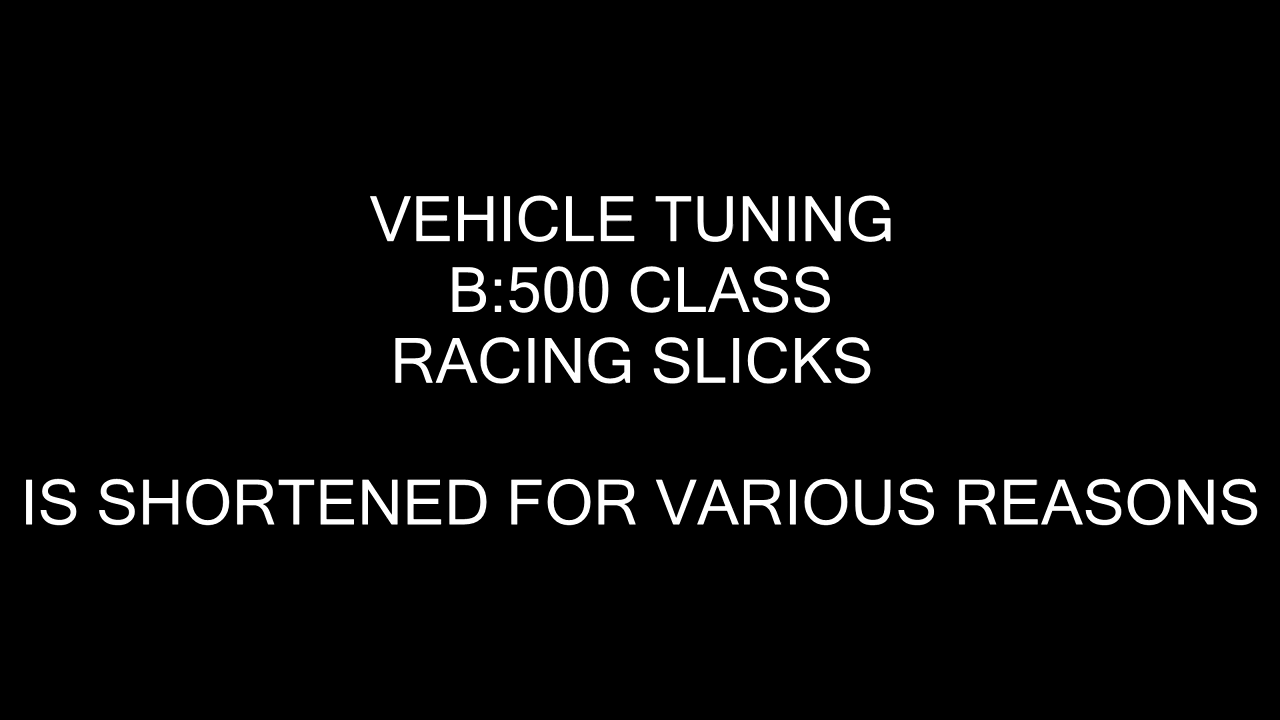 VEHICLE TUNING
B:500 CLASS
RACING SLICKS
IS SHORTENED FOR VARIOUS REASONS